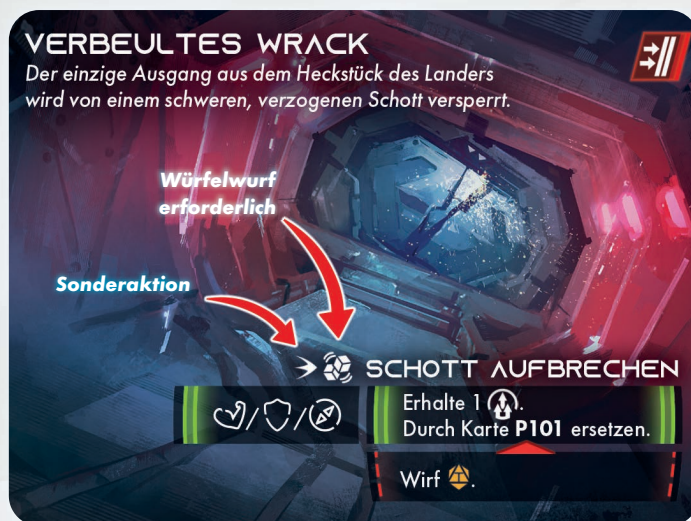 VERBEULTES WRACK
Der einzige Ausgang aus dem Heckstück des Landers
wird von einem schweren, verzogenen Schott versperrt.
Würfelwurf
erforderlich
Sonderaktion
SCHOTT AUFBRECHEN
/ /
Erhalte 1 .
Durch Karte P101 ersetzen.
Wirf .